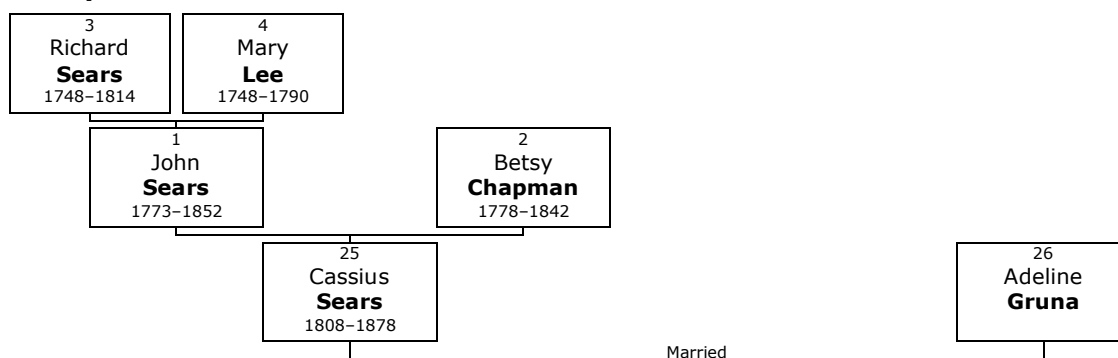 3
Richard
Sears
1748–1814
4
Mary
Lee
1748–1790
1
John
Sears
1773–1852
2
Betsy
Chapman
1778–1842
25
Cassius
Sears
1808–1878
26
Adeline
Gruna
Married